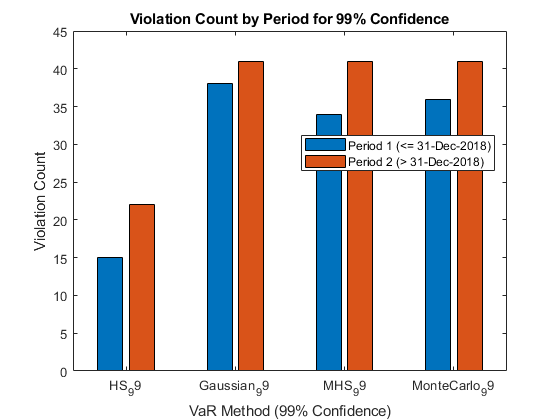 Violation Count by Period for 99% Confidence
45
40
35
30
25
20
15
10
5
0
Violation Count
Period 1 (<= 31-Dec-2018)
Period 2 (> 31-Dec-2018)
HS99 Gaussian99 MHS99 MonteCarlo99
VaR Method (99% Confidence)